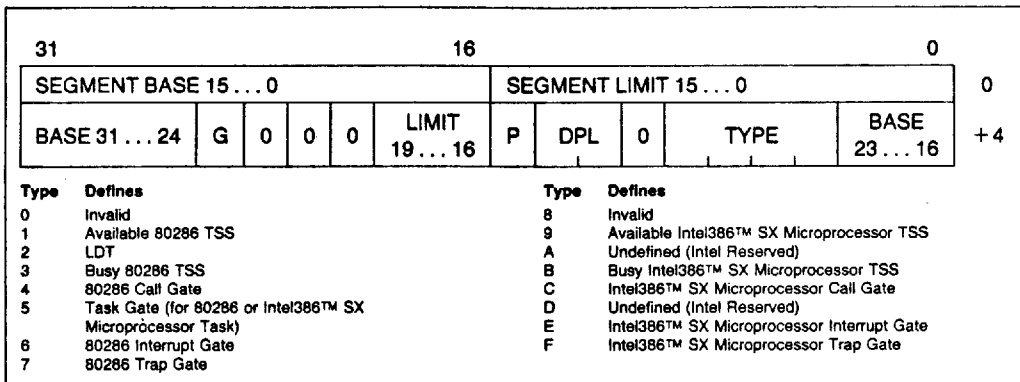 31 16 0
SEGMENT BASE 15...0 SEGMENT LIMIT 15...0 0
BASE 31...24 G 0 0 0 LIMIT 19...16 P DPL 0 TYPE BASE 23...16 +4
Type Defines
0 Invalid
1 Available 80286 TSS
2 LDT
3 Busy 80286 TSS
4 80286 Call Gate
5 Task Gate (for 80286 or Intel386™ SX
Microprocessor Task)
6 80286 Interrupt Gate
7 80286 Trap Gate
Type Defines
8 Invalid
9 Available Intel386™ SX Microprocessor TSS
A Undefined (Intel Reserved)
B Busy Intel386™ SX Microprocessor TSS
C Intel386™ SX Microprocessor Call Gate
D Undefined (Intel Reserved)
E Intel386™ SX Microprocessor Interrupt Gate
F Intel386™ SX Microprocessor Trap Gate